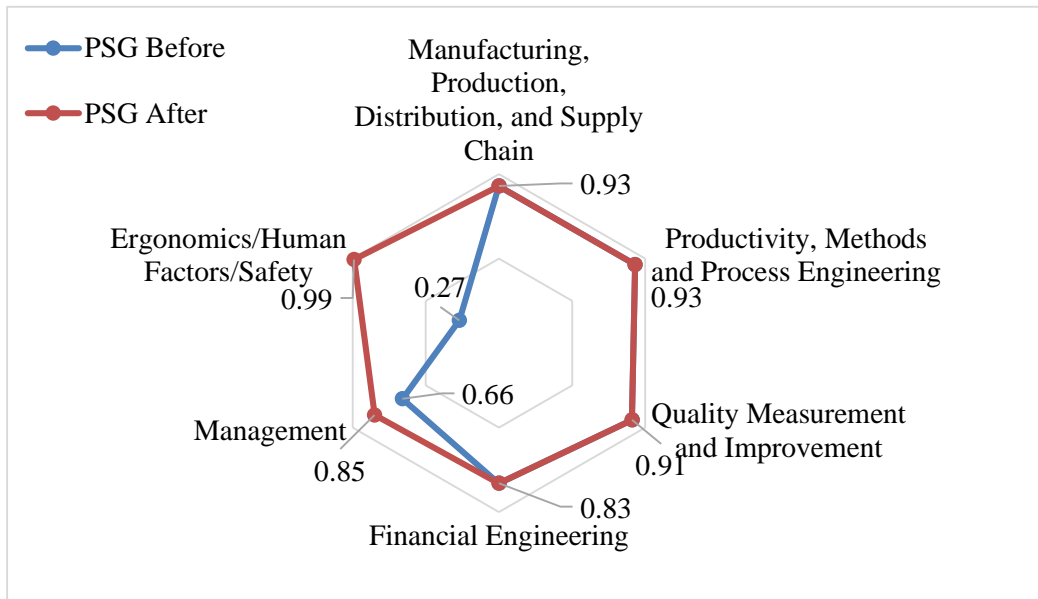 PSG Before
PSG After
Manufacturing,
Production,
Distribution, and Supply
Chain
0.93
Productivity, Methods
and Process Engineering
0.93
Ergonomics/Human
Factors/Safety
0.99
0.27
0.66
Management
0.85
Quality Measurement
and Improvement
0.91
0.83
Financial Engineering